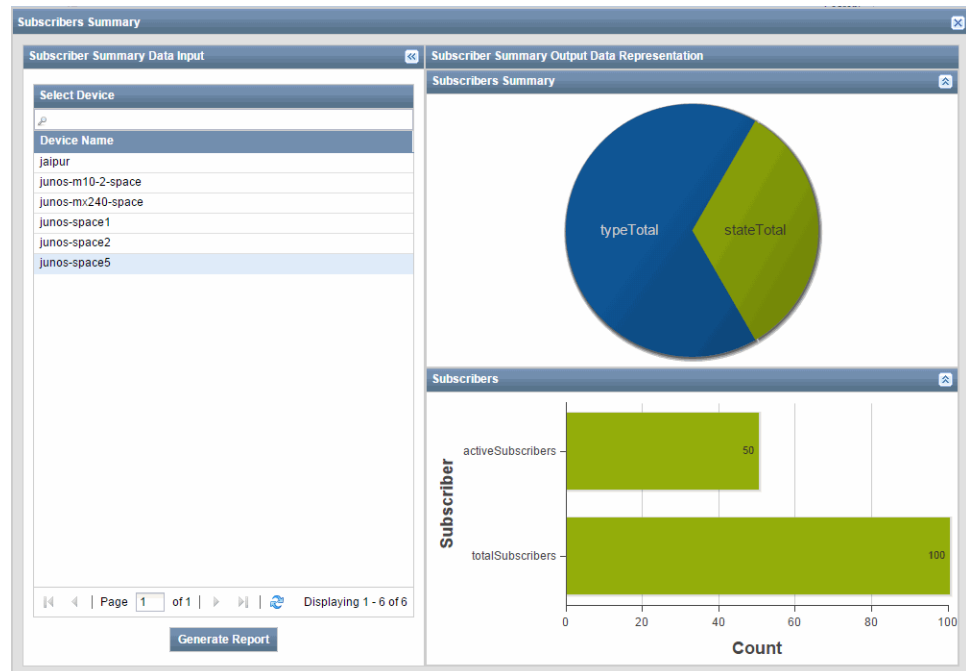 Subscribers Summary
Subscriber Summary Data Input
Select Device
Device Name
jaipur
junos-m10-2-space
junos-mx240-space
junos-space1
junos-space2
junos-space5
Page 1 of 1
Displaying 1 - 6 of 6
Generate Report
Subscriber Summary Output Data Representation
Subscribers Summary
typeTotal
stateTotal
Subscribers
Subscriber
activeSubscribers
50
totalSubscribers
100
0 20 40 60 80 100
Count